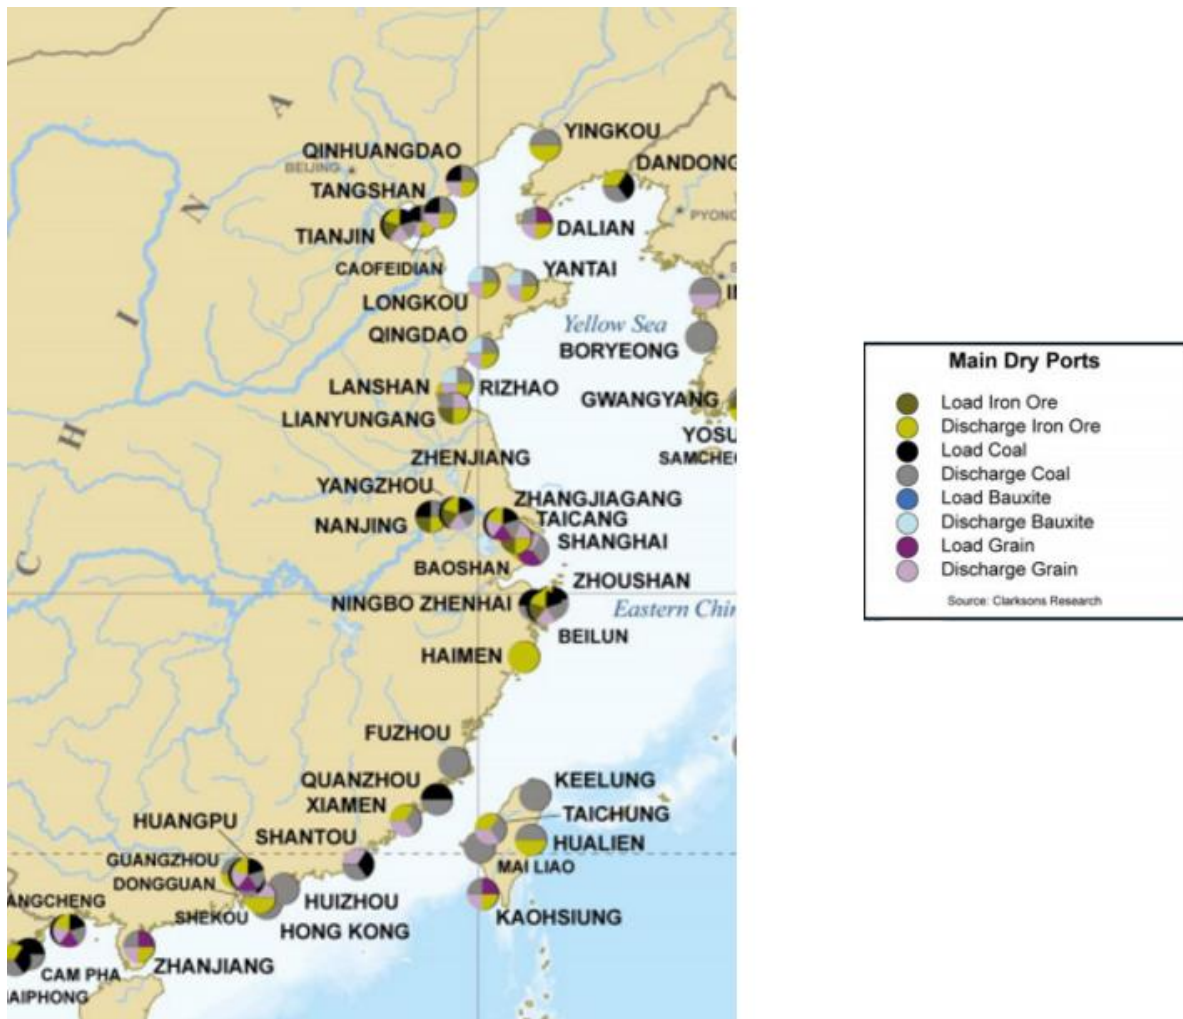 CHINA
YINGKOU
QINHUANGDAO
BEIJING
DANDONG
TANGSHAN
PYONG
TIANJIN
DALIAN
CAOFEIDIAN
YANTAI
LONGKOU
Yellow Sea
QINGDAO
BORYEONG
LANSHAN
RIZHAO
GWANGYANG
LIANYUNGANG
YOSU
SAMCHE
ZHENJIANG
YANGZHOU
ZHANGJIAGANG
NANJING
TAICANG
SHANGHAI
BAOSHAN
ZHOUSHAN
NINGBO ZHENHAI
Eastern Chin
BEILUN
HAIMEN
FUZHOU
QUANZHOU
KEELUNG
XIAMEN
TAICHUNG
HUANGPU
SHANTOU
HUALIEN
GUANGZHOU
MAI LIAO
DONGGUAN
ANGCHENG
HUIZHOU
SHEKOU
KAOHSIUNG
HONG KONG
ZHANJIANG
CAM PHA
AIPHONG
Main Dry Ports
Load Iron Ore
Discharge Iron Ore
Load Coal
Discharge Coal
Load Bauxite
Discharge Bauxite
Load Grain
Discharge Grain
Source: Clarksons Research